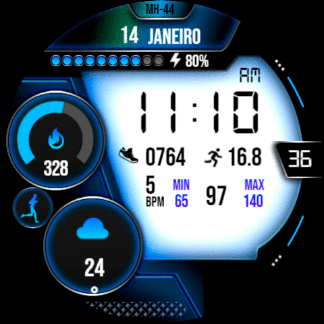 MH-44
14 JANEIRO
80%
AM
11:10
0764 16.8
36
328
5 BPM
MIN 65
97
MAX 140
24